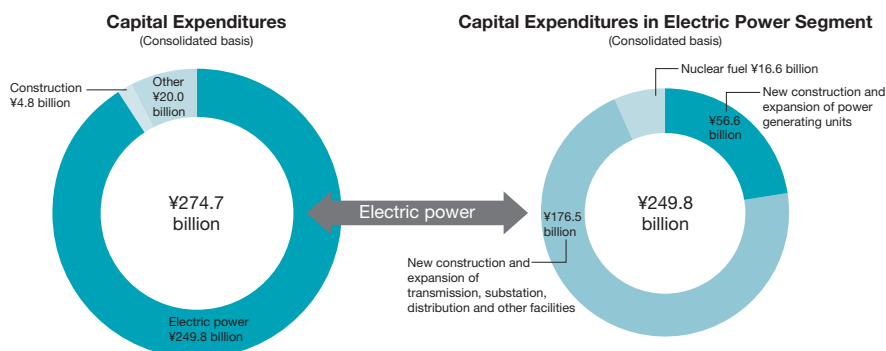 Capital Expenditures
(Consolidated basis)
Construction
¥4.8 billion
Other
¥20.0
billion
¥274.7
billion
Electric power
¥249.8 billion
Electric power
Capital Expenditures in Electric Power Segment
(Consolidated basis)
Nuclear fuel ¥16.6 billion
New construction and
expansion of power
generating units
¥56.6
billion
¥249.8
billion
¥176.5
billion
New construction and
expansion of
transmission, substation,
distribution and other facilities